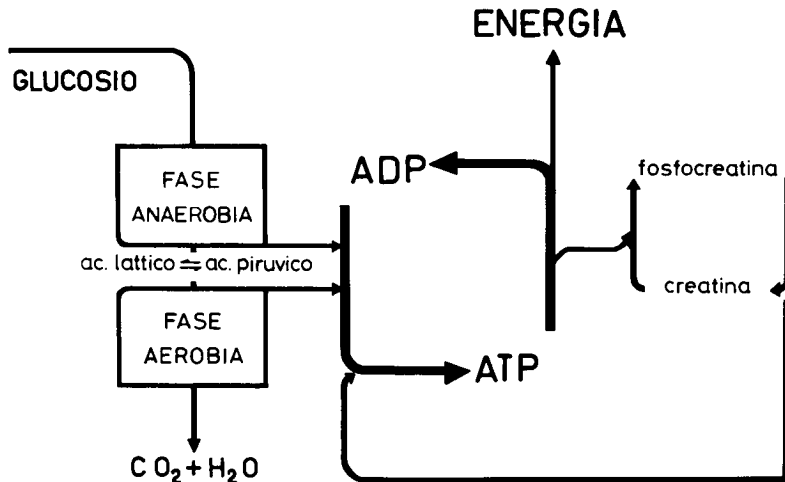 ENERGIA
GLUCOSIO
FASE
ANAEROBIA
ADP
fosfocreatina
ac. lattico ⇌ ac. piruvico
creatina
FASE
AEROBIA
ATP
CO₂ + H₂O